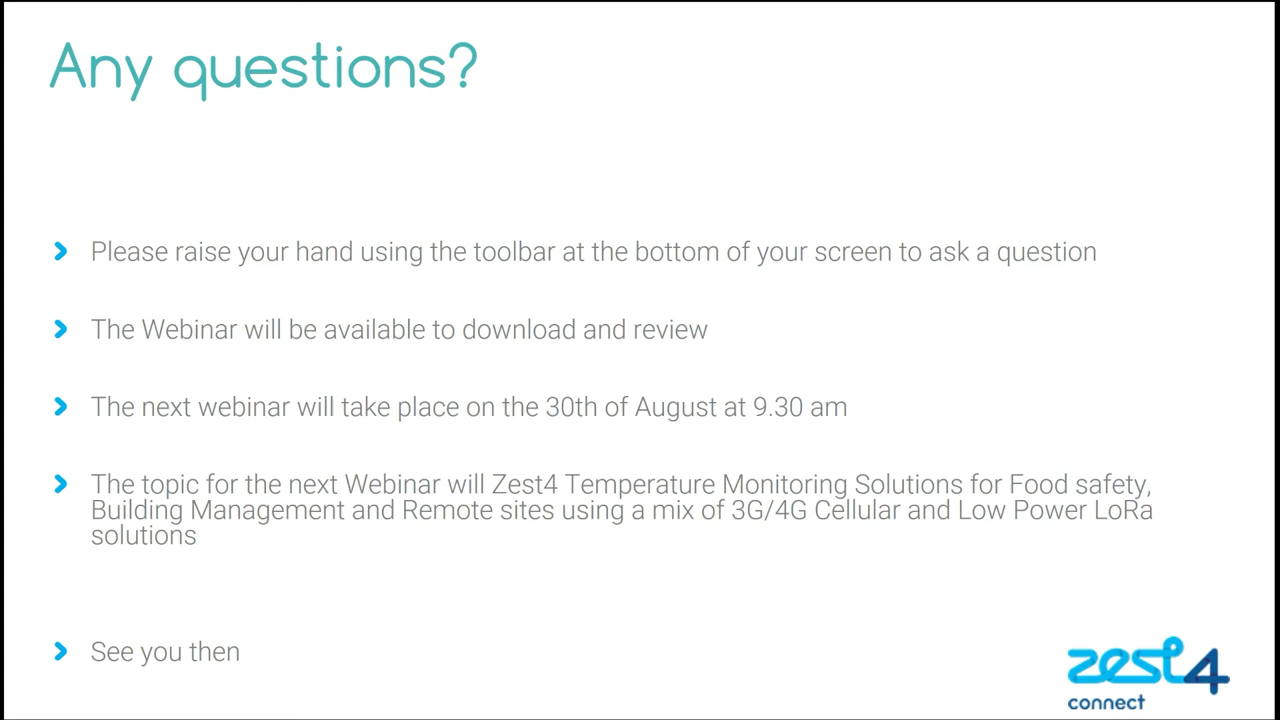 Any questions?
Please raise your hand using the toolbar at the bottom of your screen to ask a question
The Webinar will be available to download and review
The next webinar will take place on the 30th of August at 9.30 am
The topic for the next Webinar will Zest4 Temperature Monitoring Solutions for Food safety,
Building Management and Remote sites using a mix of 3G/4G Cellular and Low Power LoRa
solutions
See you then
zest4
connect